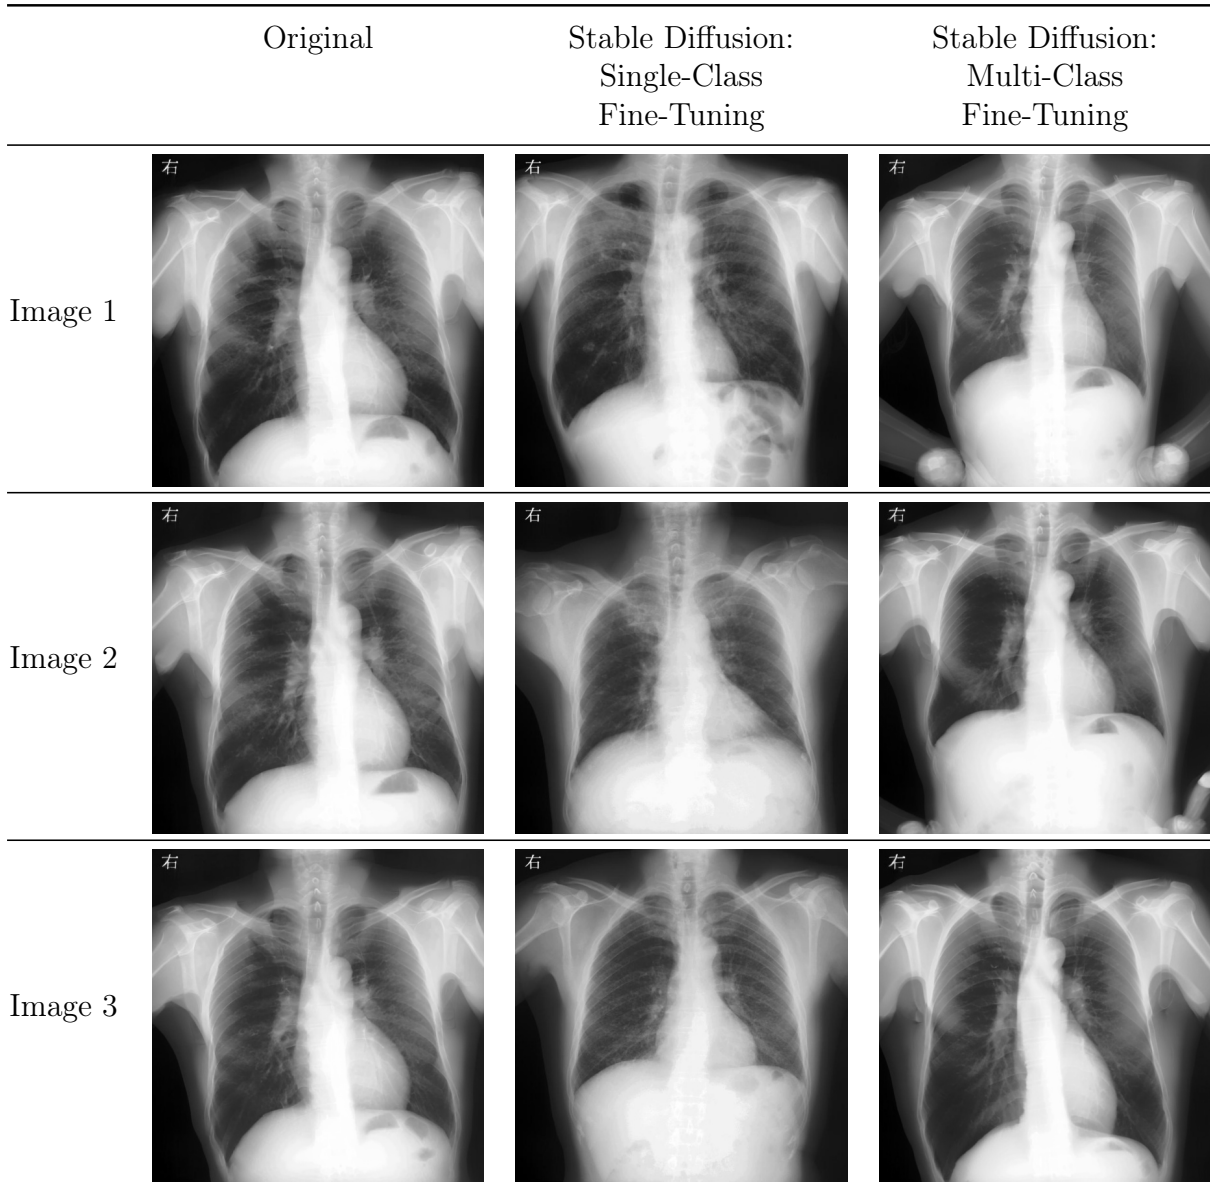 Original
Stable Diffusion:
Single-Class
Fine-Tuning
Stable Diffusion:
Multi-Class
Fine-Tuning
Image 1
右
右
右
Image 2
右
右
右
Image 3
右
右
右